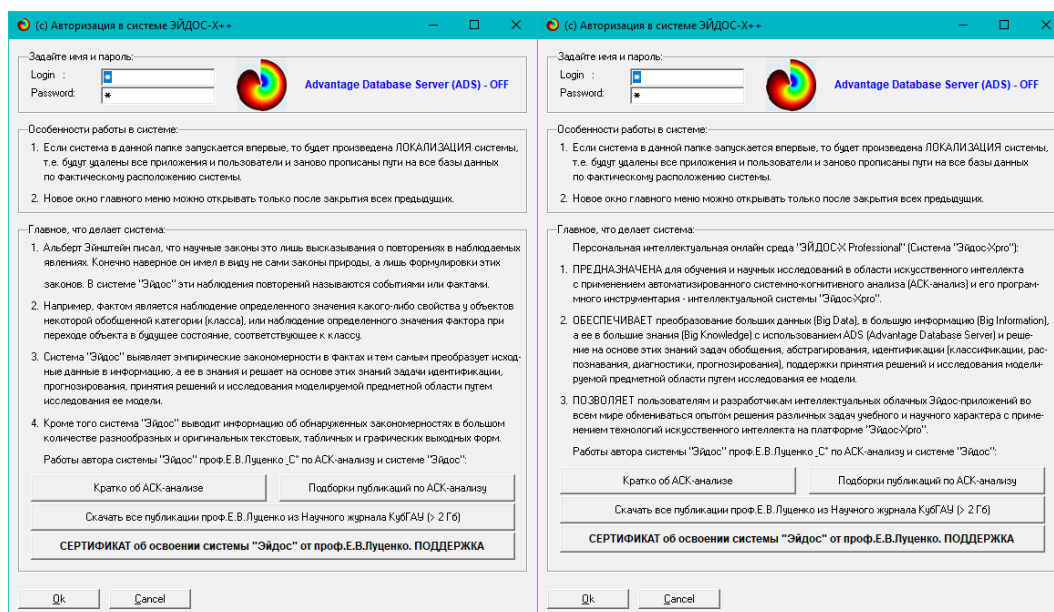 (c) Авторизация в системе ЭЙДОС-X++
Задайте имя и пароль:
Login :
*
Password:
*
Advantage Database Server (ADS) - OFF
Особенности работы в системе:
1. Если система в данной папке запускается впервые, то будет произведена ЛОКАЛИЗАЦИЯ системы,
т.е. будут удалены все приложения и пользователи и заново прописаны пути на все базы данных
по фактическому расположению системы.
2. Новое окно главного меню можно открывать только после закрытия всех предыдущих.
Главное, что делает система:
1. Альберт Эйнштейн писал, что научные законы это лишь высказывания о повторениях в наблюдаемых
явлениях. Конечно наверное он имел в виду не сами законы природы, а лишь формулировки этих
законов. В системе "Эйдос" эти наблюдения повторений называются событиями или фактами.
2. Например, фактом является наблюдение определенного значения какого-либо свойства у объектов
некоторой обобщенной категории (класса), или наблюдение определенного значения фактора при
переходе объекта в будущее состояние, соответствующее к классу.
3. Система "Эйдос" выявляет эмпирические закономерности в фактах и тем самым преобразует исход-
ные данные в информацию, а ее в знания и решает на основе этих знаний задачи идентификации,
прогнозирования, принятия решений и исследования моделируемой предметной области путем
исследования ее модели.
4. Кроме того система "Эйдос" выводит информацию об обнаруженных закономерностях в большом
количестве разнообразных и оригинальных текстовых, табличных и графических выходных форм.
Работы автора системы "Эйдос" проф.Е.В.Луценко _С° по АСК-анализу и системе "Эйдос":
Кратко об АСК-анализе
Подборки публикаций по АСК-анализу
Скачать все публикации проф.Е.В.Луценко из Научного журнала КубГАУ (> 2 Гб)
СЕРТИФИКАТ об освоении системы "Эйдос" от проф.Е.В.Луценко. ПОДДЕРЖКА
Ok
Cancel
(c) Авторизация в системе ЭЙДОС-X++
Задайте имя и пароль:
Login :
*
Password:
*
Advantage Database Server (ADS) - OFF
Особенности работы в системе:
1. Если система в данной папке запускается впервые, то будет произведена ЛОКАЛИЗАЦИЯ системы,
т.е. будут удалены все приложения и пользователи и заново прописаны пути на все базы данных
по фактическому расположению системы.
2. Новое окно главного меню можно открывать только после закрытия всех предыдущих.
Главное, что делает система:
Персональная интеллектуальная онлайн среда "ЭЙДОС-X Professional" (Система "Эйдос-Xpro"):
1. ПРЕДНАЗНАЧЕНА для обучения и научных исследований в области искусственного интеллекта
с применением автоматизированного системно-когнитивного анализа (АСК-анализ) и его програм-
много инструментария - интеллектуальной системы "Эйдос-Xpro".
2. ОБЕСПЕЧИВАЕТ преобразование больших данных (Big Data), в большую информацию (Big Information),
а ее в большие знания (Big Knowledge) с использованием ADS (Advantage Database Server) и реше-
ние на основе этих знаний задач обобщения, абстрагирования, идентификации (классификации, рас-
познавания, диагностики, прогнозирования), поддержки принятия решений и исследования модели-
руемой предметной области путем исследования ее модели.
3. ПОЗВОЛЯЕТ пользователям и разработчикам интеллектуальных облачных Эйдос-приложений во
всем мире обмениваться опытом решения различных задач учебного и научного характера с приме-
нением технологий искусственного интеллекта на платформе "Эйдос-Xpro".
Работы автора системы "Эйдос" проф.Е.В.Луценко _С° по АСК-анализу и системе "Эйдос":
Кратко об АСК-анализе
Подборки публикаций по АСК-анализу
Скачать все публикации проф.Е.В.Луценко из Научного журнала КубГАУ (> 2 Гб)
СЕРТИФИКАТ об освоении системы "Эйдос" от проф.Е.В.Луценко. ПОДДЕРЖКА
Ok
Cancel